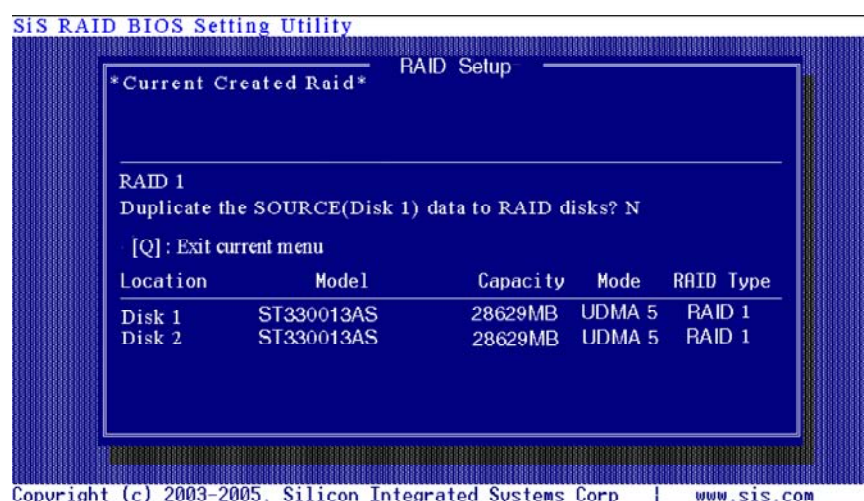 SiS RAID BIOS Setting Utility
RAID Setup
*Current Created Raid*
RAID 1
Duplicate the SOURCE(Disk 1) data to RAID disks? N
[Q] : Exit current menu
Location Model Capacity Mode RAID Type
Disk 1 ST330013AS 28629MB UDMA 5 RAID 1
Disk 2 ST330013AS 28629MB UDMA 5 RAID 1
Copyright (c) 2003-2005. Silicon Integrated Systems Corp | www.sis.com